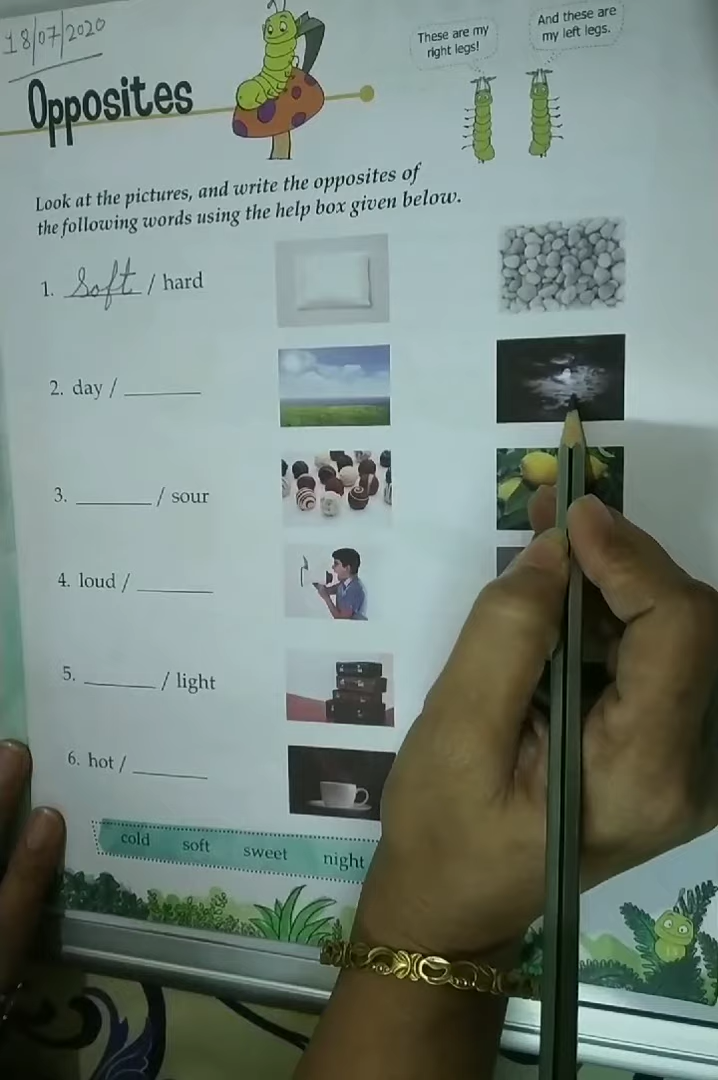 18/07/2020
These are my
right legs!
And these are
my left legs.
Opposites
Look at the pictures, and write the opposites of
the following words using the help box given below.
1. Soft / hard
2. day / ______
3. ______ / sour
4. loud / ______
5. ______ / light
6. hot / ______
cold soft sweet night